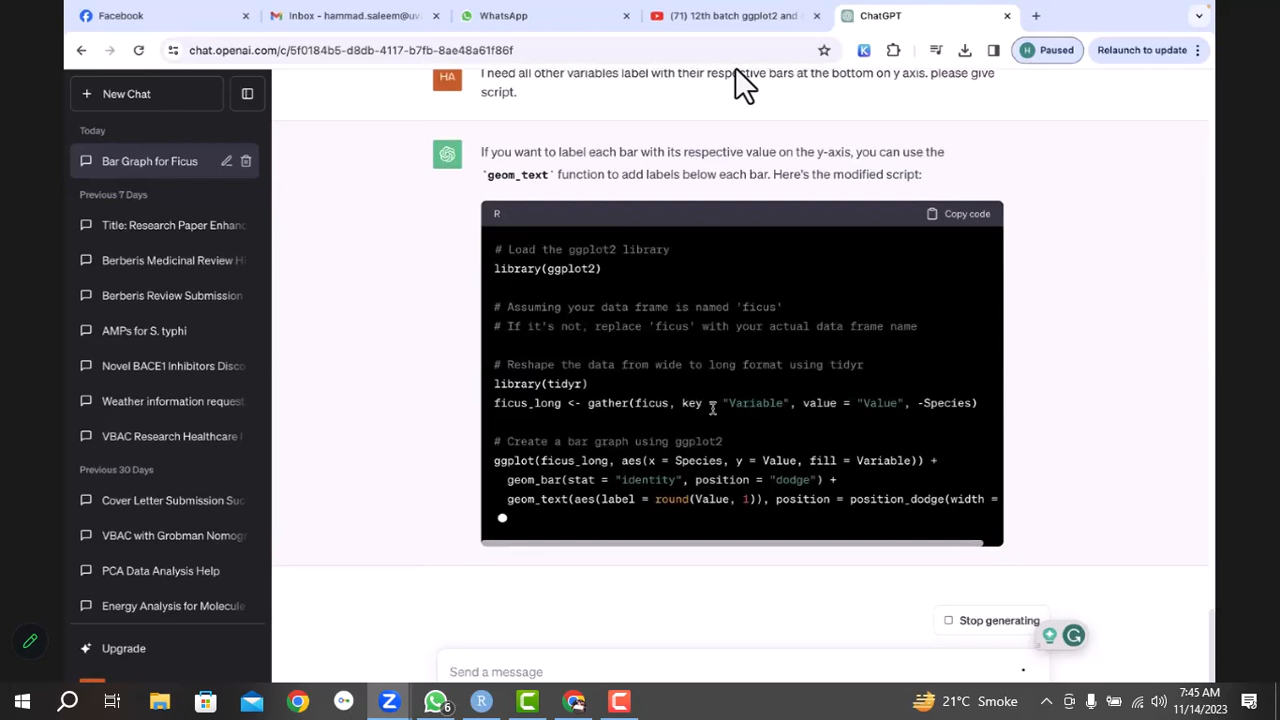 Facebook
Inbox - hammad.saleem@uv
WhatsApp
(71) 12th batch ggplot2 and
ChatGPT
chat.openai.com/c/5f0184b5-d8db-4117-b7fb-8ae48a61f86f
H
Paused
Relaunch to update
New Chat
Today
Bar Graph for Ficus
Previous 7 Days
Title: Research Paper Enhanc
Berberis Medicinal Review H
Berberis Review Submission
AMPs for S. typhi
Novel BACE1 Inhibitors Disco
Weather information request
VBAC Research Healthcare
Previous 30 Days
Cover Letter Submission Suc
VBAC with Grobman Nomog
PCA Data Analysis Help
Energy Analysis for Molecule
Upgrade
HA
I need all other variables label with their respective bars at the bottom on y axis. please give
script.
If you want to label each bar with its respective value on the y-axis, you can use the
`geom_text` function to add labels below each bar. Here's the modified script:
R
Copy code
# Load the ggplot2 library
library(ggplot2)
# Assuming your data frame is named 'ficus'
# If it's not, replace 'ficus' with your actual data frame name
# Reshape the data from wide to long format using tidyr
library(tidyr)
ficus_long <- gather(ficus, key = "Variable", value = "Value", -Species)
# Create a bar graph using ggplot2
ggplot(ficus_long, aes(x = Species, y = Value, fill = Variable)) +
geom_bar(stat = "identity", position = "dodge") +
geom_text(aes(label = round(Value, 1)), position = position_dodge(width =
Stop generating
Send a message
6
R
21°C Smoke
7:45 AM
11/14/2023